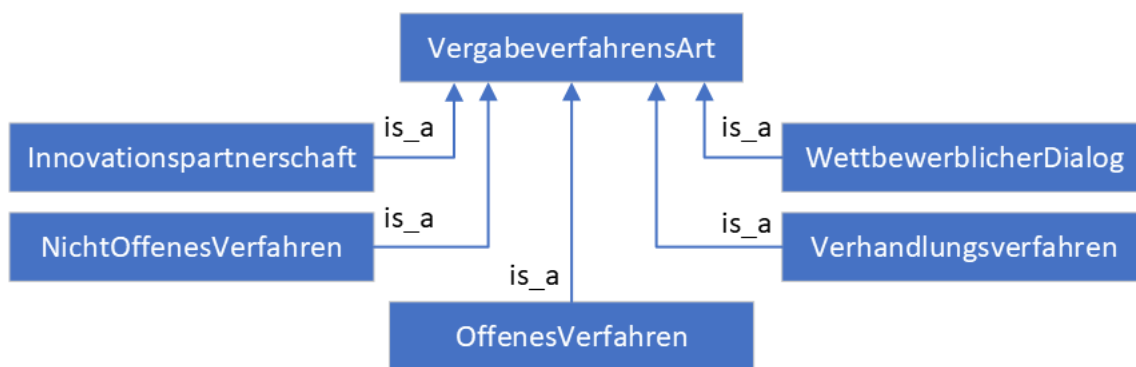 VergabeverfahrensArt
is_a
is_a
Innovationspartnerschaft
WettbewerblicherDialog
is_a
is_a
NichtOffenesVerfahren
Verhandlungsverfahren
is_a
OffenesVerfahren